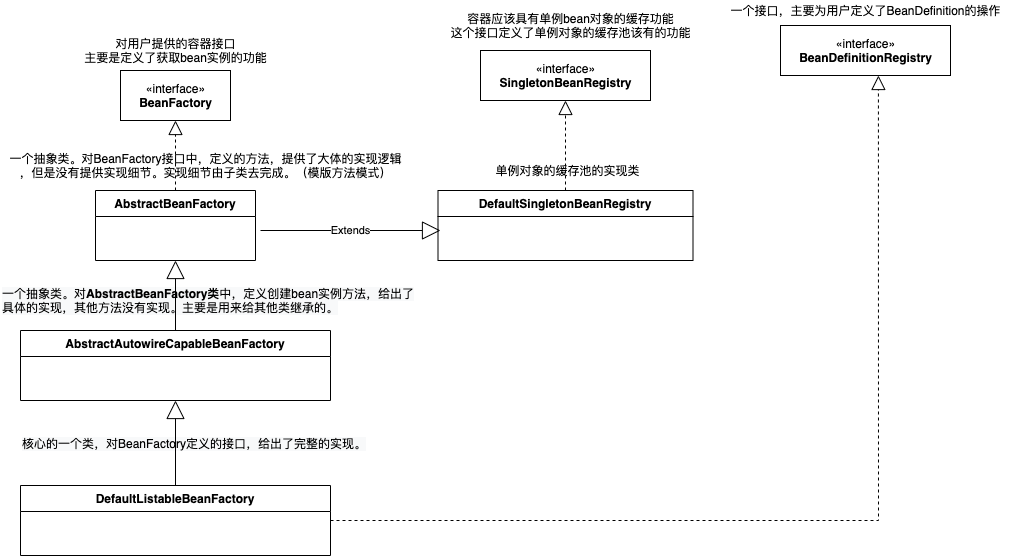 一个接口，主要为用户定义了BeanDefinition的操作
容器应该具有单例bean对象的缓存功能
这个接口定义了单例对象的缓存池该有的功能
对用户提供的容器接口
主要是定义了获取bean实例的功能
«interface»
BeanFactory
«interface»
SingletonBeanRegistry
«interface»
BeanDefinitionRegistry
一个抽象类。对BeanFactory接口中，定义的方法，提供了大体的实现逻辑
，但是没有提供实现细节。实现细节由子类去完成。（模版方法模式）
单例对象的缓存池的实现类
AbstractBeanFactory
DefaultSingletonBeanRegistry
Extends
一个抽象类。对AbstractBeanFactory类中，定义创建bean实例方法，给出了
具体的实现，其他方法没有实现。主要是用来给其他类继承的。
AbstractAutowireCapableBeanFactory
核心的一个类，对BeanFactory定义的接口，给出了完整的实现。
DefaultListableBeanFactory